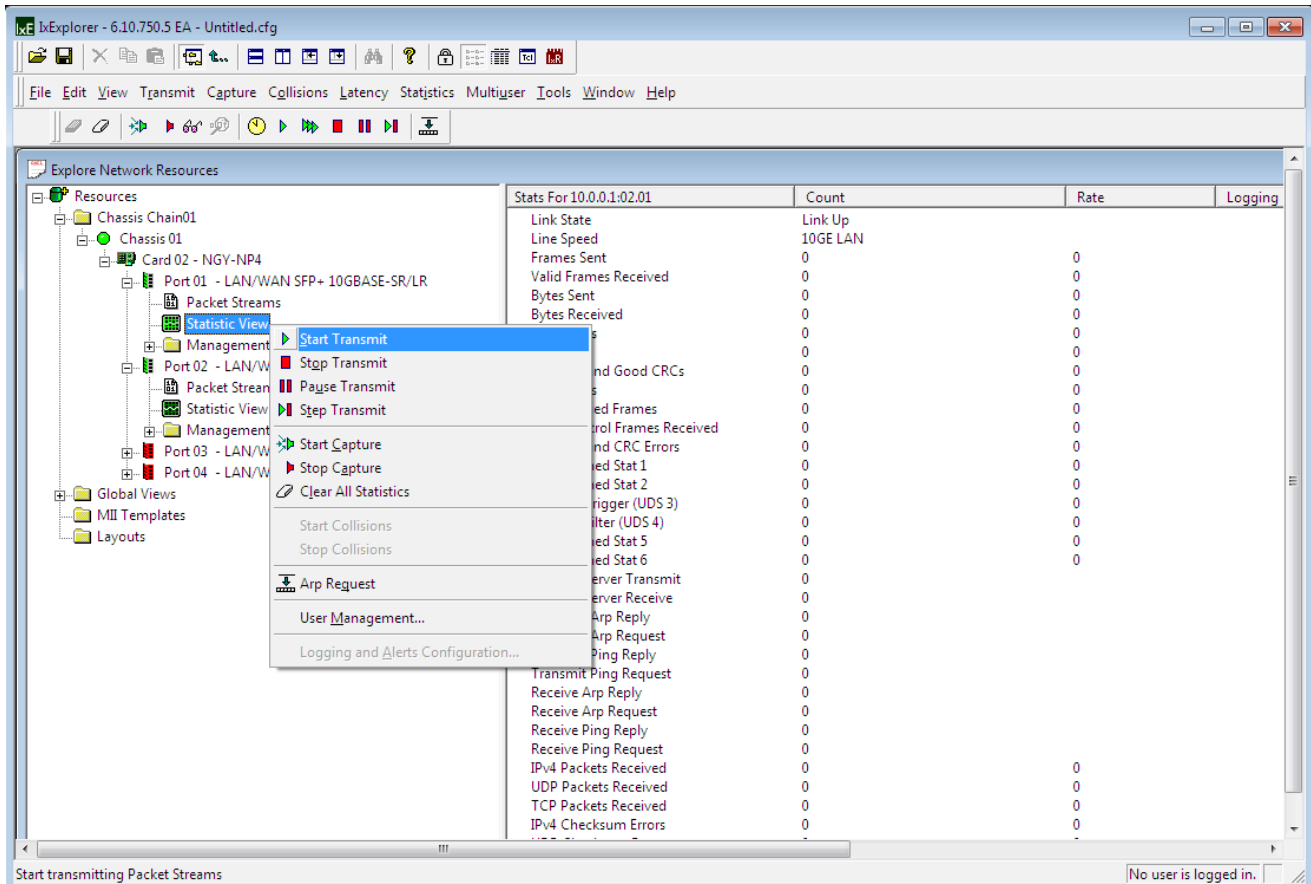 IxE IxExplorer - 6.10.750.5 EA - Untitled.cfg
Tcl IxR
File Edit View Transmit Capture Collisions Latency Statistics Multiuser Tools Window Help
Explore Network Resources
Resources
Chassis Chain01
Chassis 01
Card 02 - NGY-NP4
Port 01 - LAN/WAN SFP+ 10GBASE-SR/LR
Packet Streams
Statistic View
Management
Port 02 - LAN/W
Packet Stream
Statistic View
Management
Port 03 - LAN/W
Port 04 - LAN/W
Global Views
MII Templates
Layouts
Start Transmit
Stop Transmit
Pause Transmit
Step Transmit
Start Capture
Stop Capture
Clear All Statistics
Start Collisions
Stop Collisions
Arp Request
User Management...
Logging and Alerts Configuration...
Stats For 10.0.0.1:02.01 Count Rate Logging
Link State Link Up
Line Speed 10GE LAN
Frames Sent 0 0
Valid Frames Received 0 0
Bytes Sent 0 0
Bytes Received 0 0
s 0 0
0 0
nd Good CRCs 0 0
s 0 0
ed Frames 0 0
rol Frames Received 0 0
nd CRC Errors 0 0
ed Stat 1 0 0
ed Stat 2 0 0
rigger (UDS 3) 0 0
ilter (UDS 4) 0 0
ed Stat 5 0 0
ed Stat 6 0 0
erver Transmit 0
erver Receive 0
Arp Reply 0
Arp Request 0
Ping Reply 0
Transmit Ping Request 0
Receive Arp Reply 0
Receive Arp Request 0
Receive Ping Reply 0
Receive Ping Request 0
IPv4 Packets Received 0 0
UDP Packets Received 0 0
TCP Packets Received 0 0
IPv4 Checksum Errors 0 0
Start transmitting Packet Streams
No user is logged in.